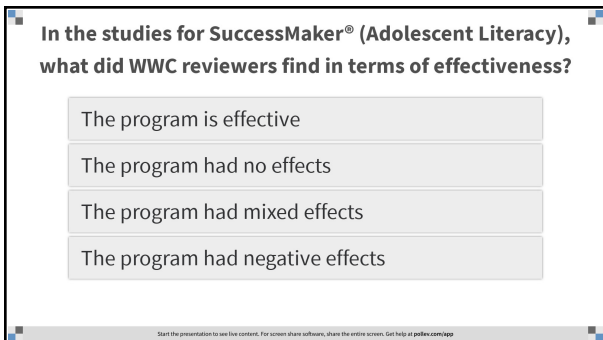 In the studies for SuccessMaker® (Adolescent Literacy),
what did WWC reviewers find in terms of effectiveness?
The program is effective
The program had no effects
The program had mixed effects
The program had negative effects
Start the presentation to see live content. For screen share software, share the entire screen. Get help at pollev.com/app